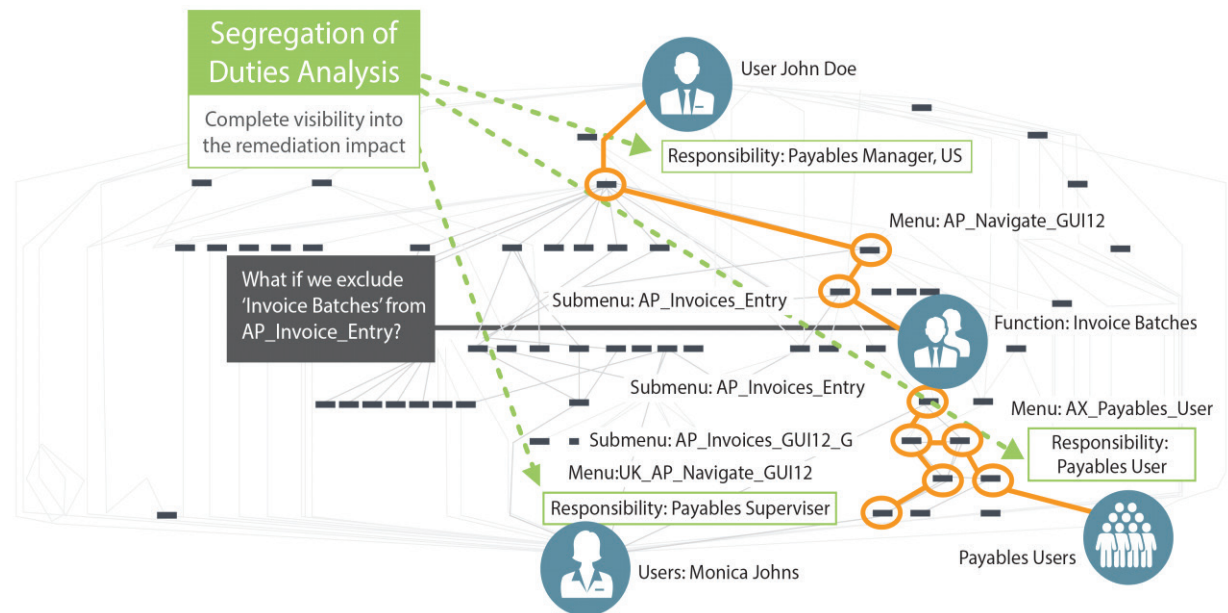 Segregation of
Duties Analysis
Complete visibility into
the remediation impact
User John Doe
Responsibility: Payables Manager, US
Menu: AP_Navigate_GUI12
What if we exclude
‘Invoice Batches’ from
AP_Invoice_Entry?
Submenu: AP_Invoices_Entry
Function: Invoice Batches
Submenu: AP_Invoices_Entry
Menu: AX_Payables_User
Submenu: AP_Invoices_GUI12_G
Responsibility:
Payables User
Menu:UK_AP_Navigate_GUI12
Responsibility: Payables Superviser
Users: Monica Johns
Payables Users